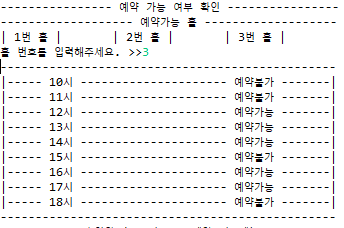 ---------------- 예약 가능 여부 확인 ----------------
------------------- 예약가능 홀 -------------------
| 1번 홀 |       | 2번 홀 |       | 3번 홀 |
홀 번호를 입력해주세요. >>3
|------------------------------------------------
|----- 10시 --------------------- 예약불가 -------|
|----- 11시 --------------------- 예약불가 -------|
|----- 12시 --------------------- 예약가능 -------|
|----- 13시 --------------------- 예약가능 -------|
|----- 14시 --------------------- 예약가능 -------|
|----- 15시 --------------------- 예약불가 -------|
|----- 16시 --------------------- 예약가능 -------|
|----- 17시 --------------------- 예약가능 -------|
|----- 18시 --------------------- 예약불가 -------|
------------------------------------------------